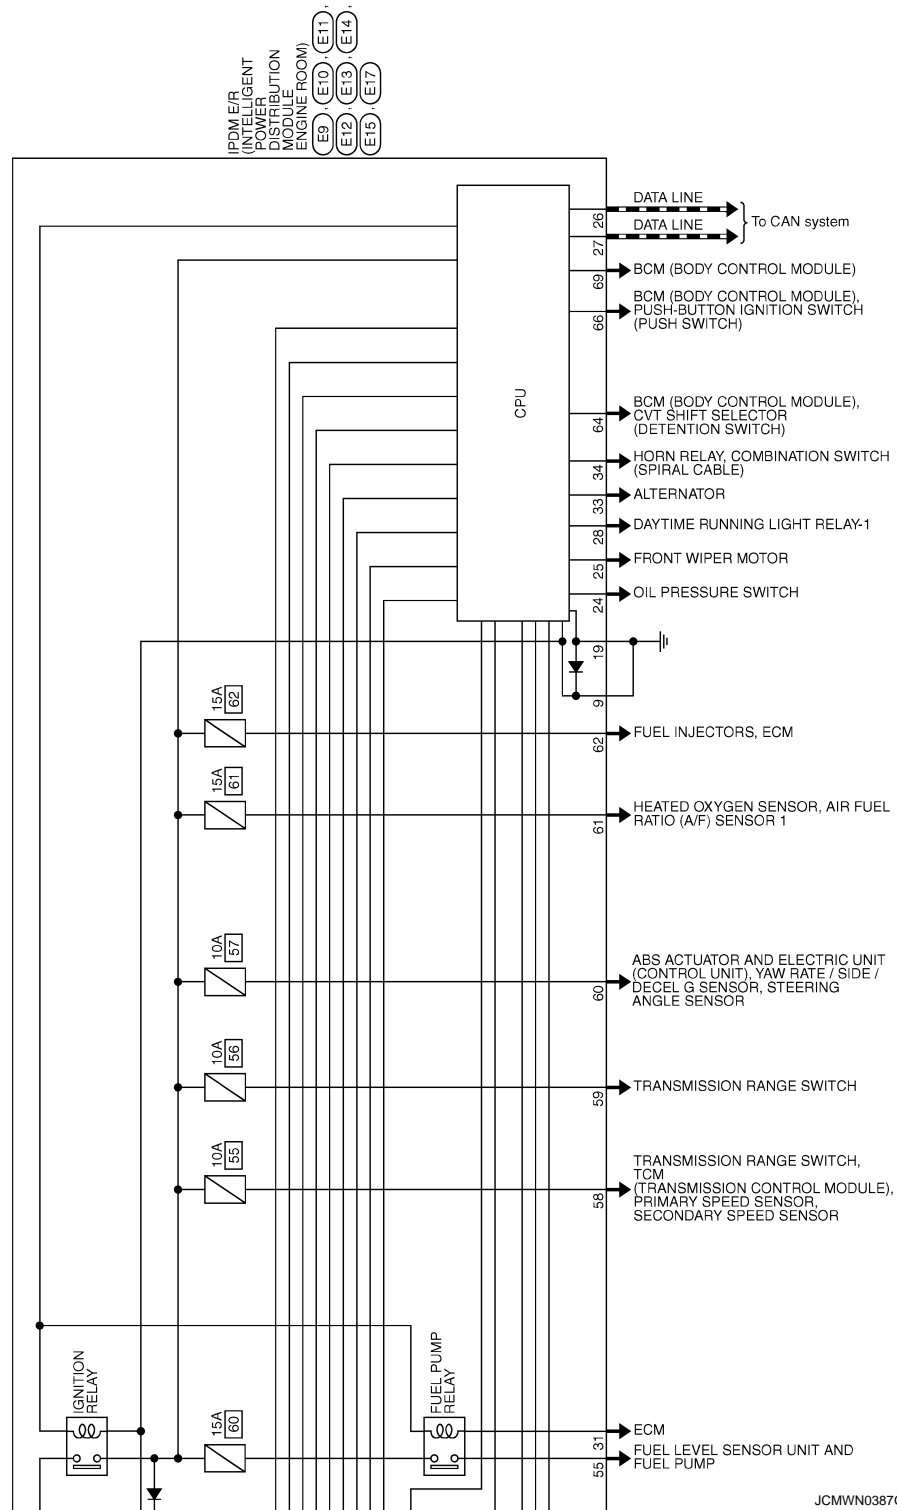 IPDM E/R
(INTELLIGENT
POWER
DISTRIBUTION
MODULE
ENGINE ROOM)
E9 , E10 , E11 ,
E12 , E13 , E14 ,
E15 , E17
CPU
26
DATA LINE
27
DATA LINE
To CAN system
69
BCM (BODY CONTROL MODULE)
66
BCM (BODY CONTROL MODULE),
PUSH-BUTTON IGNITION SWITCH
(PUSH SWITCH)
64
BCM (BODY CONTROL MODULE),
CVT SHIFT SELECTOR
(DETENTION SWITCH)
34
HORN RELAY, COMBINATION SWITCH
(SPIRAL CABLE)
33
ALTERNATOR
28
DAYTIME RUNNING LIGHT RELAY-1
25
FRONT WIPER MOTOR
24
OIL PRESSURE SWITCH
19
9
15A
62
62
FUEL INJECTORS, ECM
15A
61
61
HEATED OXYGEN SENSOR, AIR FUEL
RATIO (A/F) SENSOR 1
10A
57
60
ABS ACTUATOR AND ELECTRIC UNIT
(CONTROL UNIT), YAW RATE / SIDE /
DECEL G SENSOR, STEERING
ANGLE SENSOR
10A
56
59
TRANSMISSION RANGE SWITCH
10A
55
58
TRANSMISSION RANGE SWITCH,
TCM
(TRANSMISSION CONTROL MODULE),
PRIMARY SPEED SENSOR,
SECONDARY SPEED SENSOR
IGNITION
RELAY
15A
60
FUEL PUMP
RELAY
31
ECM
55
FUEL LEVEL SENSOR UNIT AND
FUEL PUMP